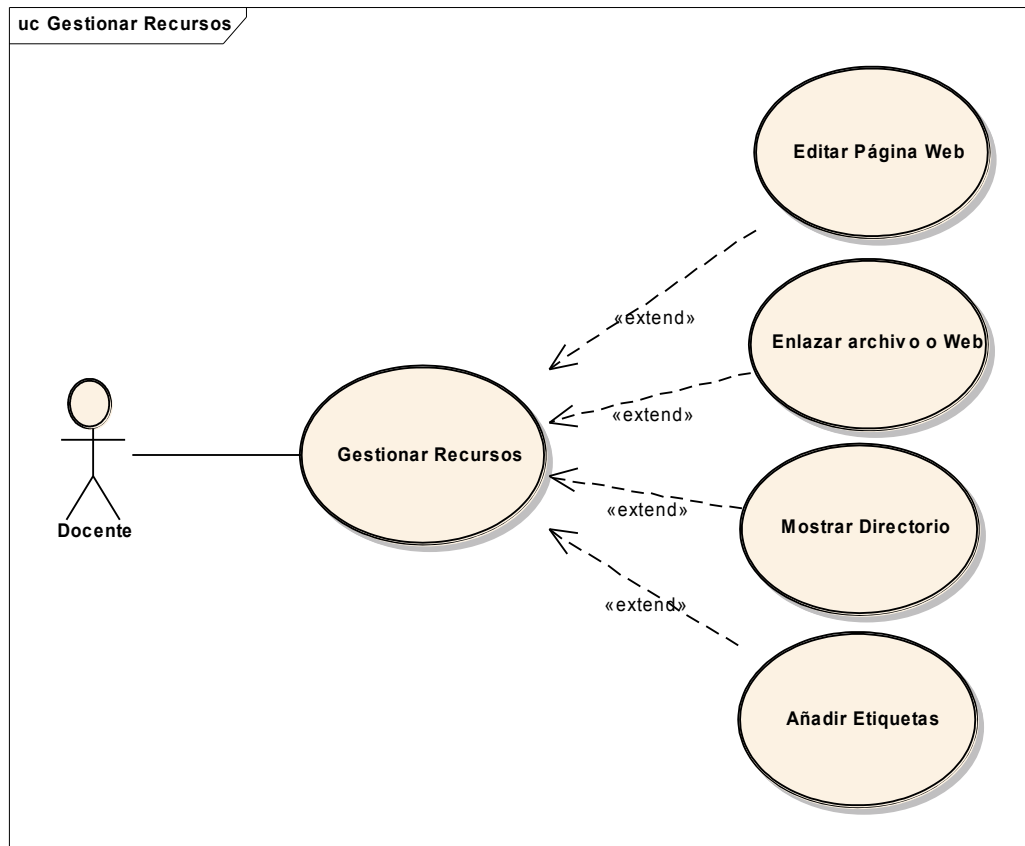 uc Gestionar Recursos
Editar Página Web
«extend»
Enlazar archivo o Web
«extend»
Gestionar Recursos
«extend»
Mostrar Directorio
Docente
«extend»
Añadir Etiquetas